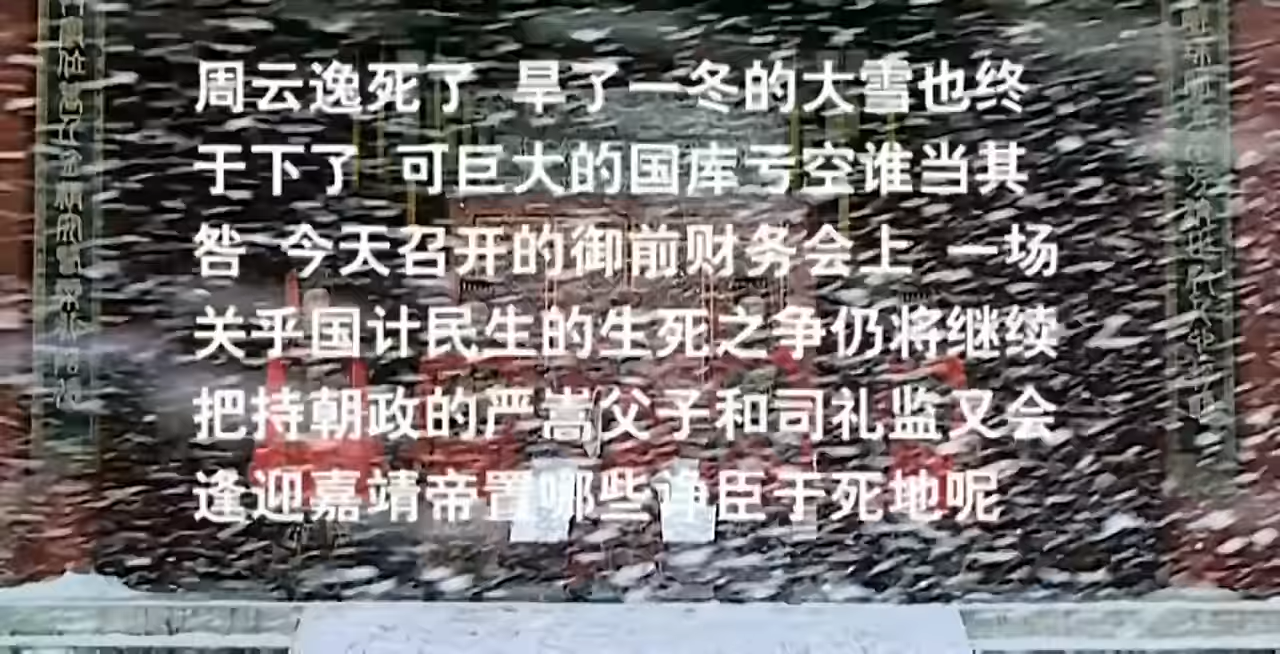 周云逸死了 旱了一冬的大雪也终
于下了 可巨大的国库亏空谁当其
咎 今天召开的御前财务会上 一场
关乎国计民生的生死之争仍将继续
把持朝政的严嵩父子和司礼监又会
逢迎嘉靖帝置哪些诤臣于死地呢